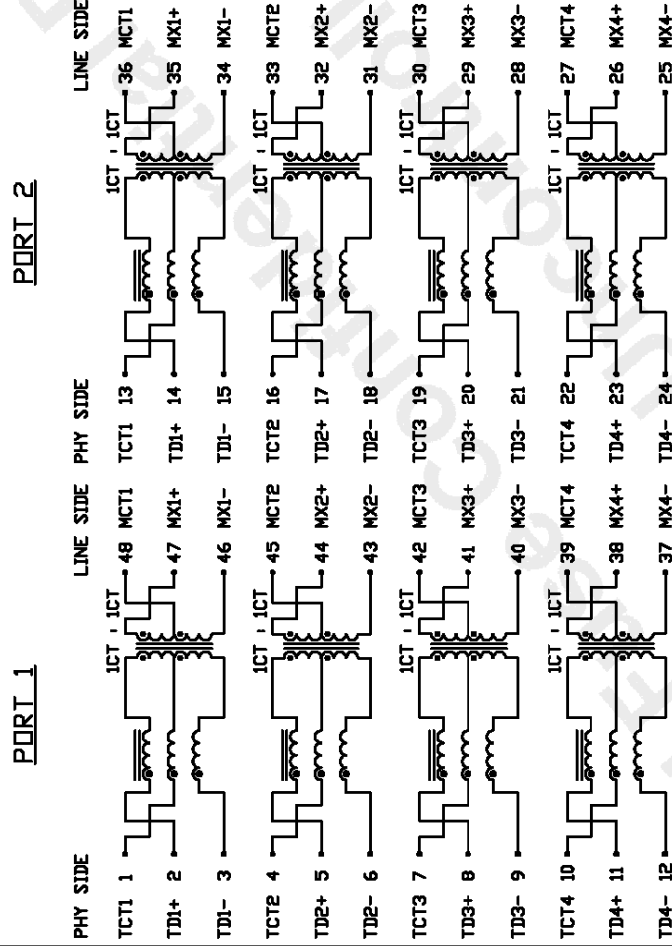 PORT 1
PORT 2
PHY SIDE LINE SIDE PHY SIDE LINE SIDE
1CT : 1CT 1CT : 1CT
TCT1 1 48 MCT1 TCT1 13 36 MCT1
TD1+ 2 47 MX1+ TD1+ 14 35 MX1+
TD1- 3 46 MX1- TD1- 15 34 MX1-
1CT : 1CT 1CT : 1CT
TCT2 4 45 MCT2 TCT2 16 33 MCT2
TD2+ 5 44 MX2+ TD2+ 17 32 MX2+
TD2- 6 43 MX2- TD2- 18 31 MX2-
1CT : 1CT 1CT : 1CT
TCT3 7 42 MCT3 TCT3 19 30 MCT3
TD3+ 8 41 MX3+ TD3+ 20 29 MX3+
TD3- 9 40 MX3- TD3- 21 28 MX3-
1CT : 1CT 1CT : 1CT
TCT4 10 39 MCT4 TCT4 22 27 MCT4
TD4+ 11 38 MX4+ TD4+ 23 26 MX4+
TD4- 12 37 MX4- TD4- 24 25 MX4-
Confidential